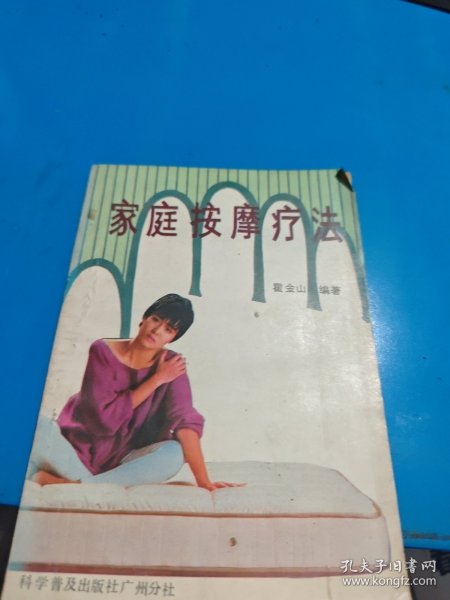 家庭按摩疗法
瞿金山 编著
科学普及出版社广州分社
孔夫子旧书网
www.kongfz.com